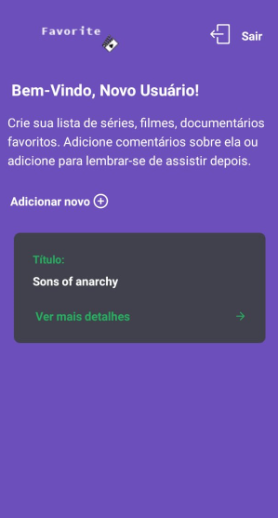 Favorite
Sair
Bem-Vindo, Novo Usuário!
Crie sua lista de séries, filmes, documentários
favoritos. Adicione comentários sobre ela ou
adicione para lembrar-se de assistir depois.
Adicionar novo
Título:
Sons of anarchy
Ver mais detalhes